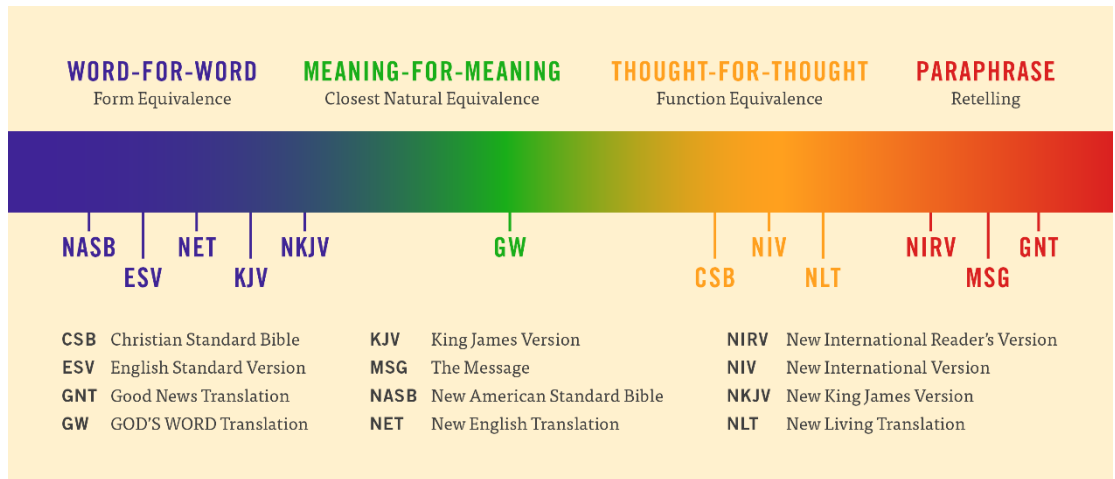 WORD-FOR-WORD MEANING-FOR-MEANING THOUGHT-FOR-THOUGHT PARAPHRASE
Form Equivalence Closest Natural Equivalence Function Equivalence Retelling
NASB NET NKJV GW NIV NIRV GNT
ESV KJV CSB NLT MSG
CSB Christian Standard Bible
ESV English Standard Version
GNT Good News Translation
GW GOD'S WORD Translation
KJV King James Version
MSG The Message
NASB New American Standard Bible
NET New English Translation
NIRV New International Reader's Version
NIV New International Version
NKJV New King James Version
NLT New Living Translation